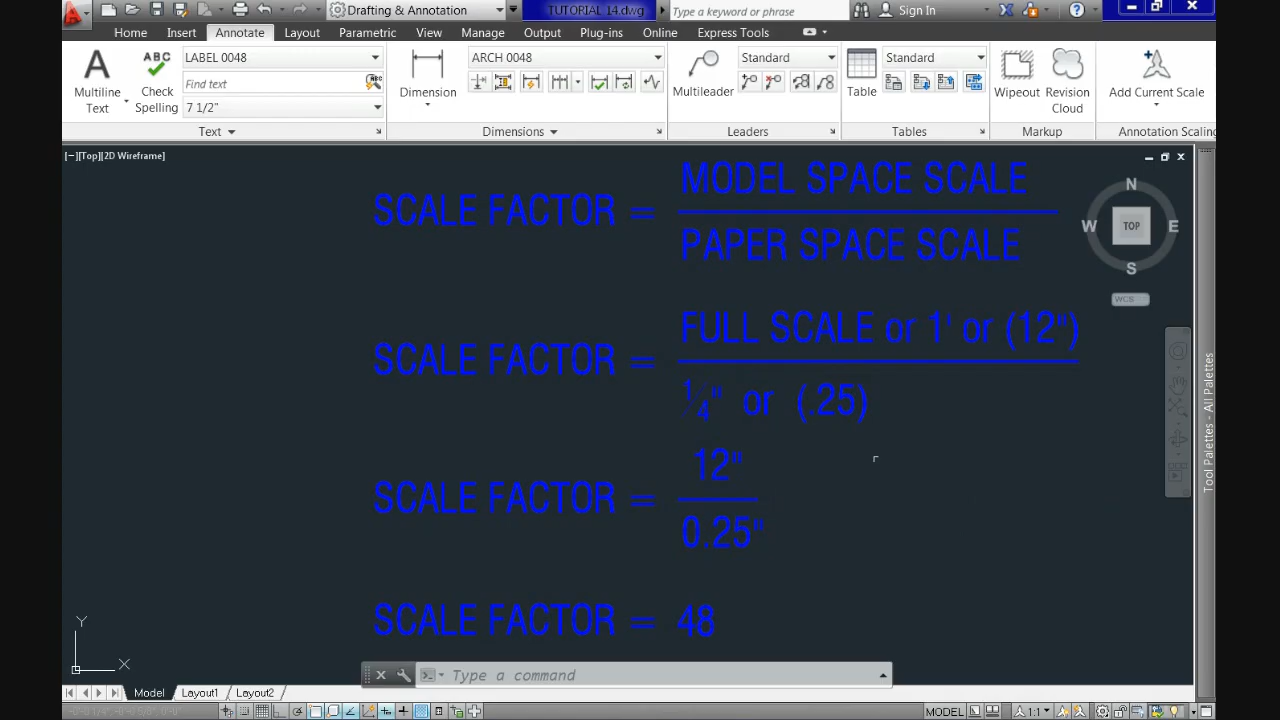 Drafting & Annotation
TUTORIAL 14.dwg
Type a keyword or phrase
Sign In
Home Insert Annotate Layout Parametric View Manage Output Plug-ins Online Express Tools
Multiline Text
ABC
Check Spelling
LABEL 0048
Find text
7 1/2"
Text
Dimension
ARCH 0048
Dimensions
Multileader
Standard
Leaders
Table
Standard
Tables
Wipeout
Revision Cloud
Markup
Add Current Scale
Annotation Scaling
[−][Top][2D Wireframe]
N
W TOP E
S
WCS
SCALE FACTOR = MODEL SPACE SCALE
PAPER SPACE SCALE
SCALE FACTOR = FULL SCALE or 1' or (12")
1/4" or (.25)
SCALE FACTOR = 12"
0.25"
SCALE FACTOR = 48
Tool Palettes - All Palettes
Y
X
Type a command
Model Layout1 Layout2
MODEL
1:1